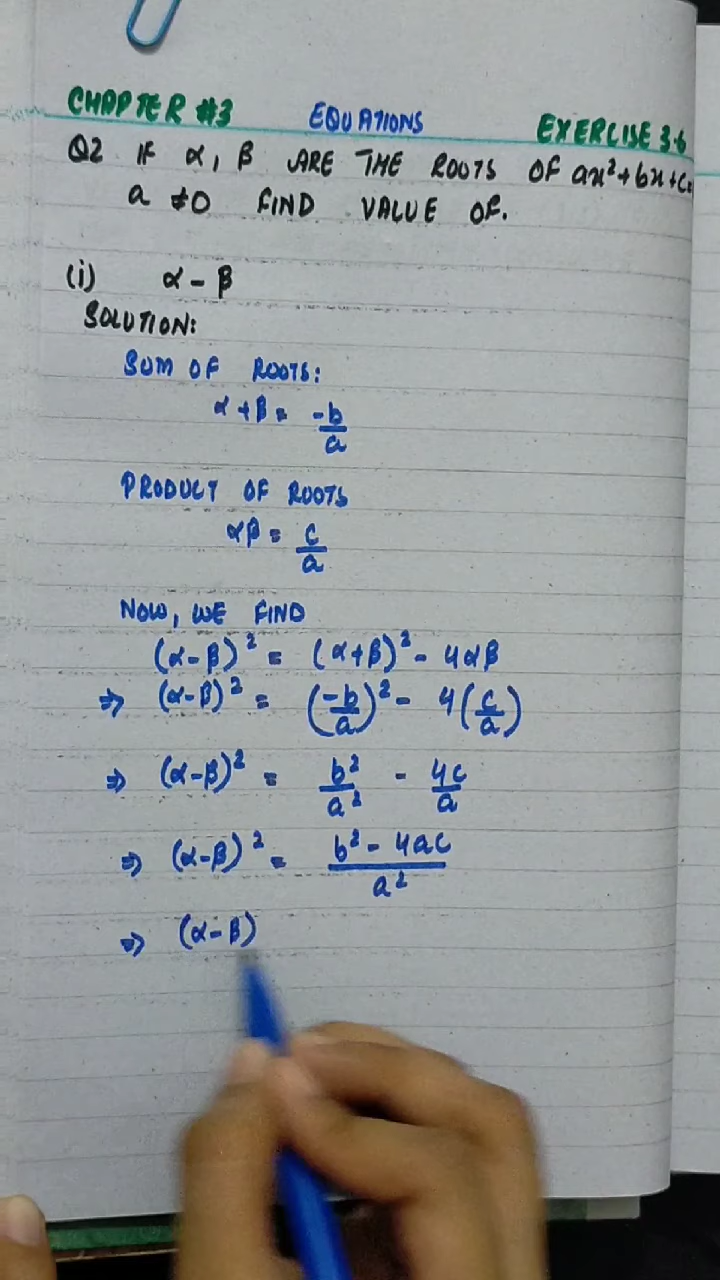 CHAPTER #3 EQUATIONS EXERCISE 3.6
Q2 IF α, β ARE THE ROOTS OF ax²+bx+c=
a ≠0 FIND VALUE OF.
(i) α-β
SOLUTION:
SUM OF ROOTS:
α+β = -b/a
PRODUCT OF ROOTS
αβ = c/a
NOW, WE FIND
(α-β)² = (α+β)² - 4αβ
⇒ (α-β)² = (-b/a)² - 4(c/a)
⇒ (α-β)² = b²/a² - 4c/a
⇒ (α-β)² = b² - 4ac/a²
⇒ (α-β)